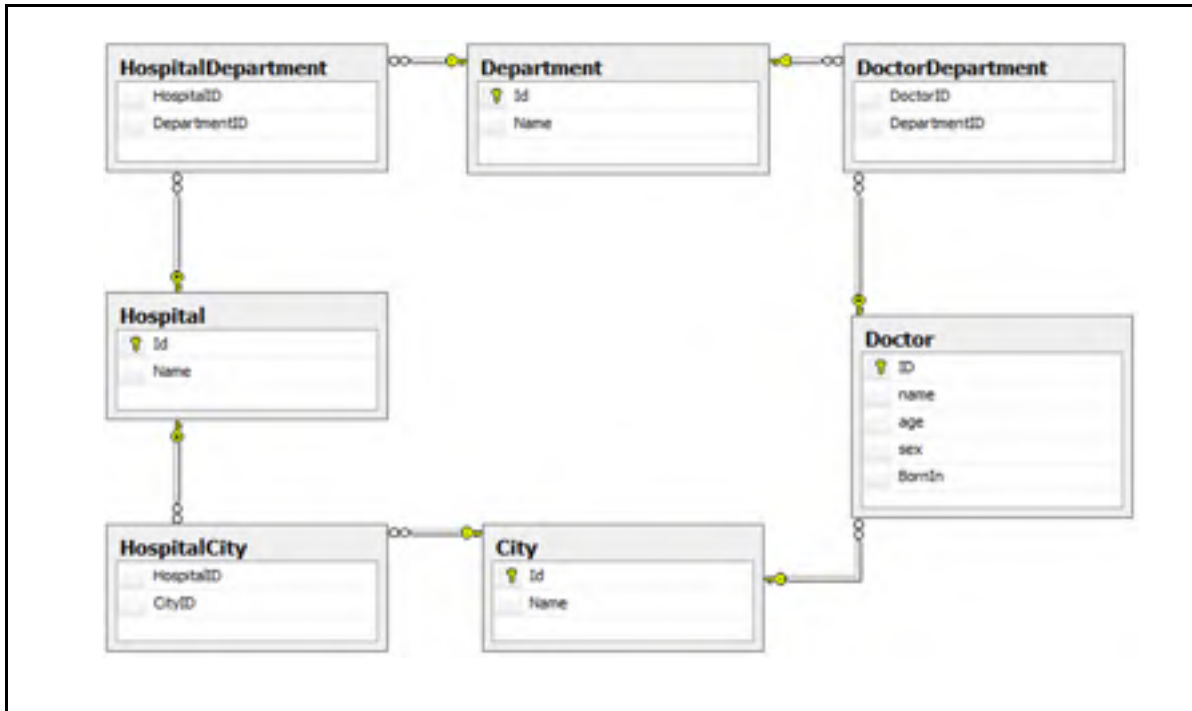 HospitalDepartment
HospitalID
DepartmentID
Department
Id
Name
DoctorDepartment
DoctorID
DepartmentID
Hospital
Id
Name
Doctor
ID
name
age
sex
BornIn
HospitalCity
HospitalID
CityID
City
Id
Name